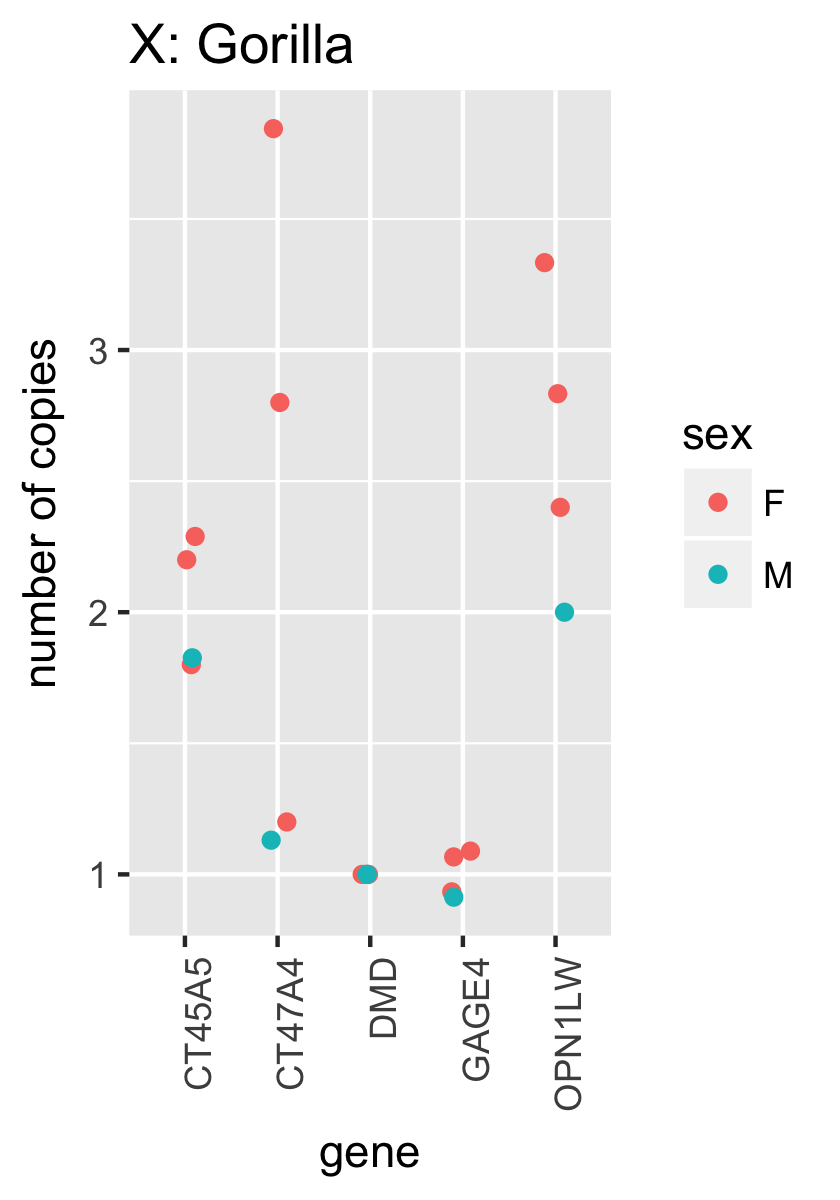 X: Gorilla
number of copies
3
2
1
CT45A5
CT47A4
DMD
GAGE4
OPN1LW
gene
sex
F
M